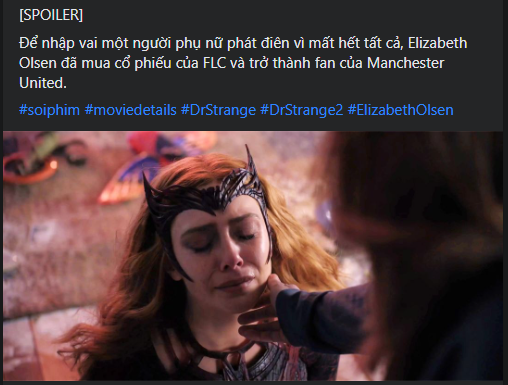 [SPOILER]
Để nhập vai một người phụ nữ phát điên vì mất hết tất cả, Elizabeth
Olsen đã mua cổ phiếu của FLC và trở thành fan của Manchester
United.
#soiphim #moviedetails #DrStrange #DrStrange2 #ElizabethOlsen